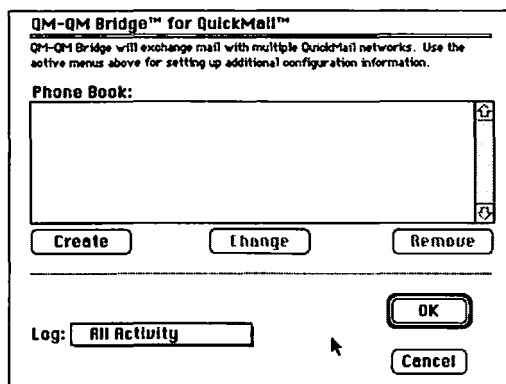 QM-QM Bridge™ for QuickMail™
QM-QM Bridge will exchange mail with multiple QuickMail networks. Use the
active menus above for setting up additional configuration information.
Phone Book:
Create Change Remove
OK
Log: All Activity
Cancel